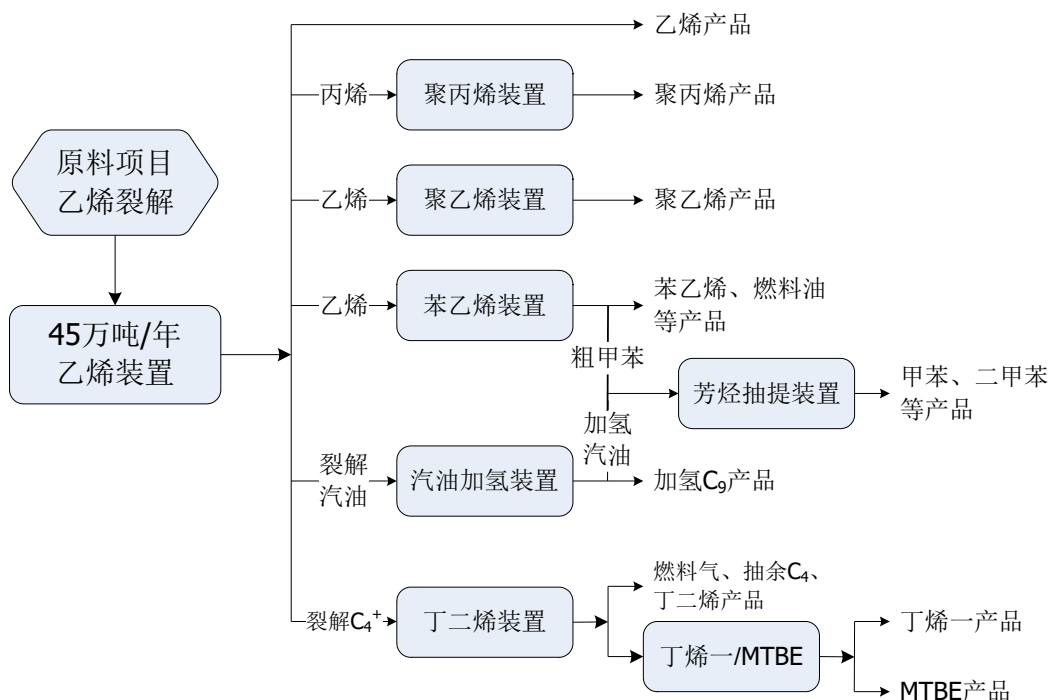 乙烯产品
丙烯
聚丙烯装置
聚丙烯产品
原料项目
乙烯裂解
乙烯
聚乙烯装置
聚乙烯产品
乙烯
苯乙烯装置
苯乙烯、燃料油
等产品
45万吨/年
乙烯装置
粗甲苯
芳烃抽提装置
甲苯、二甲苯
等产品
加氢
汽油
裂解
汽油
汽油加氢装置
加氢C₉产品
燃料气、抽余C₄、
丁二烯产品
裂解C₄⁺
丁二烯装置
丁烯一/MTBE
丁烯一产品
MTBE产品